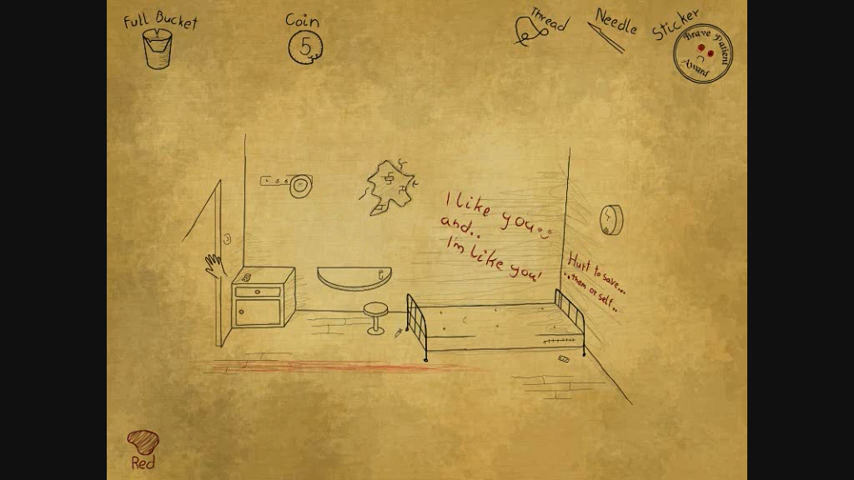 Full Bucket
Coin
5
Thread
Needle
Sticker
Brave Patient
Award
I like you
and..
I'm like you!
Hurt to save...
..them or self..
Red